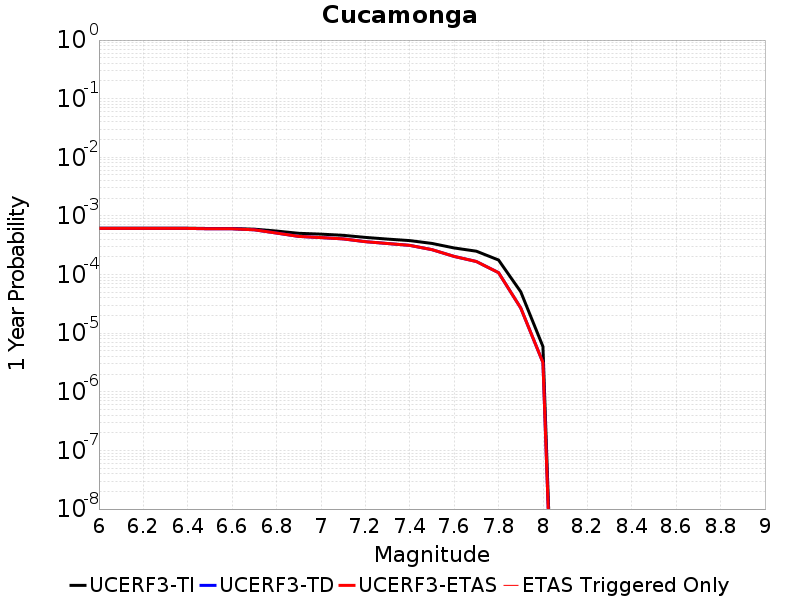 Cucamonga
1 Year Probability
10^0
10^-1
10^-2
10^-3
10^-4
10^-5
10^-6
10^-7
10^-8
6 6.2 6.4 6.6 6.8 7 7.2 7.4 7.6 7.8 8 8.2 8.4 8.6 8.8 9
Magnitude
UCERF3-TI UCERF3-TD UCERF3-ETAS ETAS Triggered Only